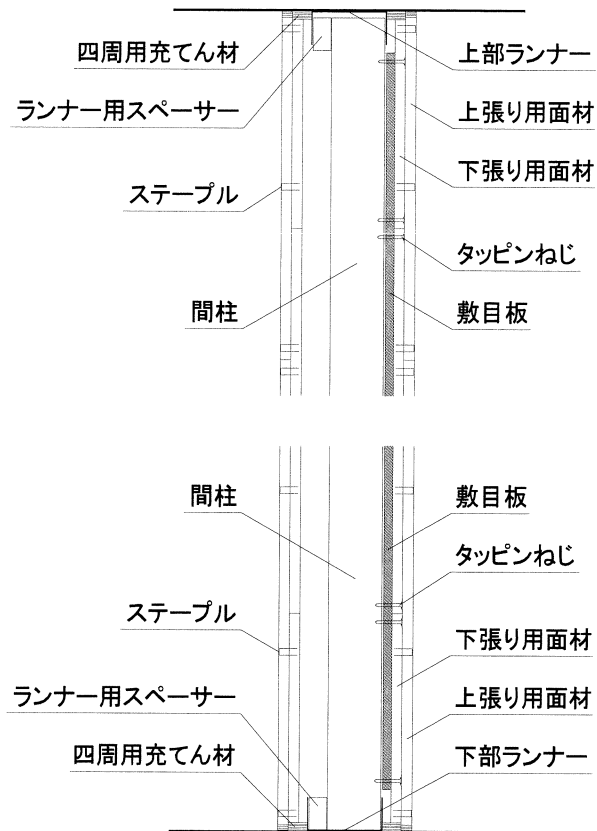 四周用充てん材
上部ランナー
ランナー用スペーサー
上張り用面材
下張り用面材
ステープル
タッピンねじ
間柱
敷目板
間柱
敷目板
タッピンねじ
ステープル
下張り用面材
ランナー用スペーサー
上張り用面材
四周用充てん材
下部ランナー